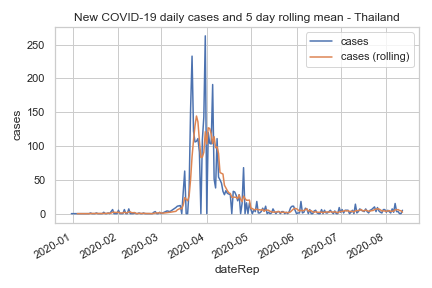 New COVID-19 daily cases and 5 day rolling mean - Thailand
cases
cases (rolling)
250
200
150
100
50
0
cases
2020-01
2020-02
2020-03
2020-04
2020-05
2020-06
2020-07
2020-08
dateRep